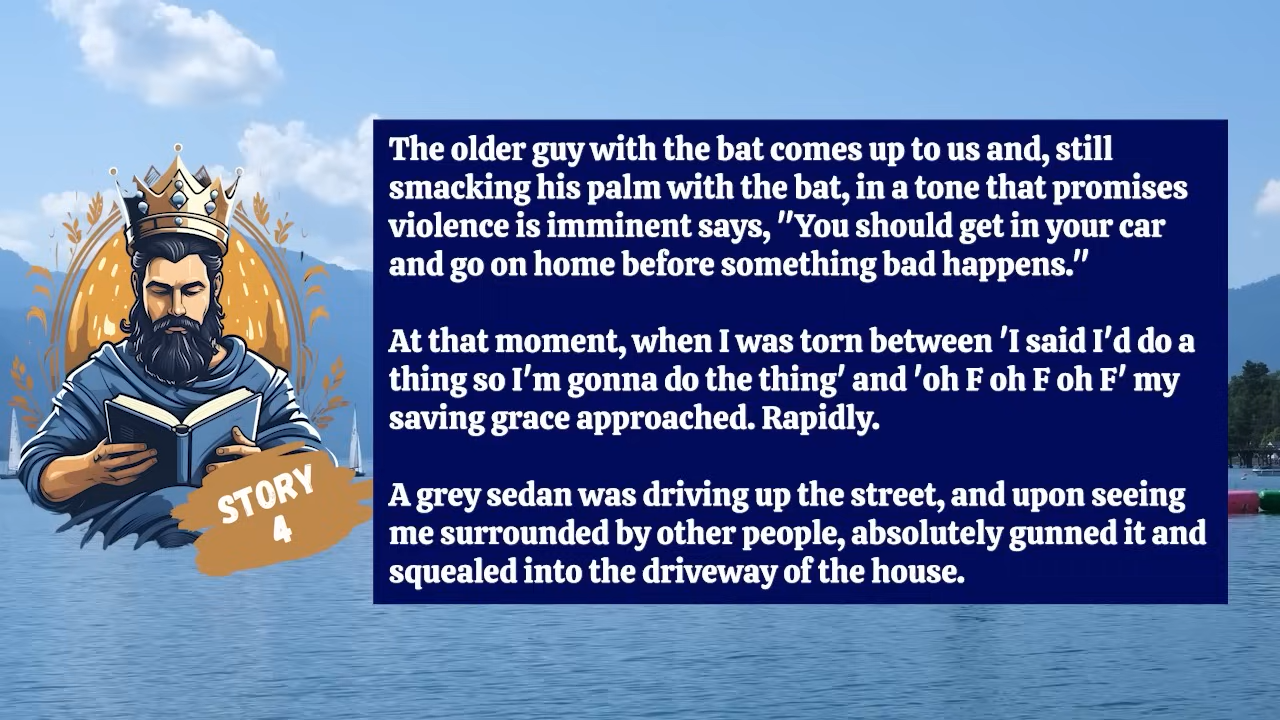 The older guy with the bat comes up to us and, still
smacking his palm with the bat, in a tone that promises
violence is imminent says, "You should get in your car
and go on home before something bad happens."
At that moment, when I was torn between 'I said I'd do a
thing so I'm gonna do the thing' and 'oh F oh F oh F' my
saving grace approached. Rapidly.
A grey sedan was driving up the street, and upon seeing
me surrounded by other people, absolutely gunned it and
squealed into the driveway of the house.
STORY
4